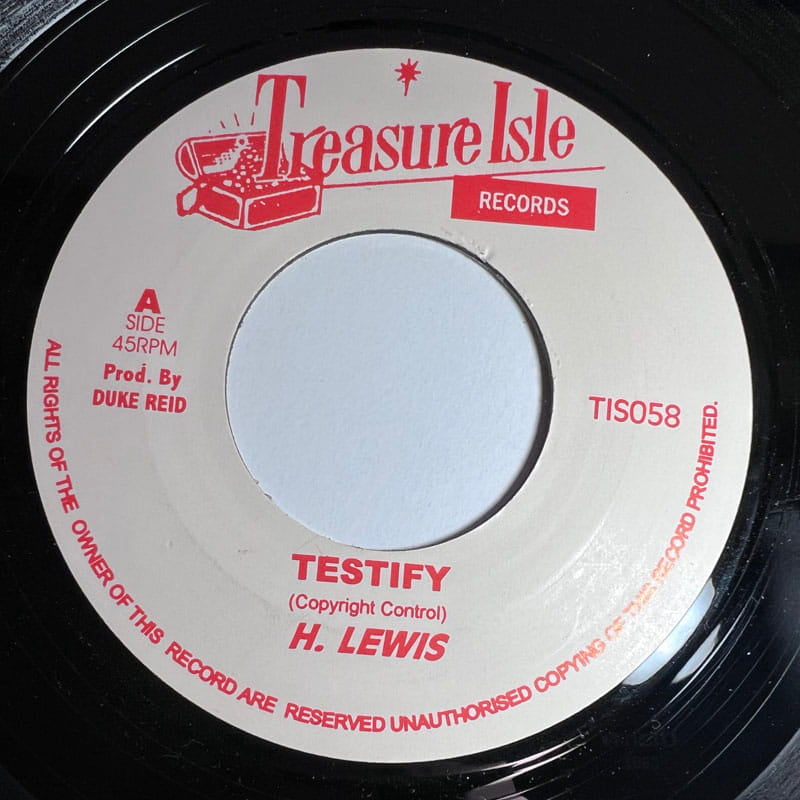 Treasure Isle
RECORDS
A
SIDE
45RPM
Prod. By
DUKE REID
TIS058
TESTIFY
(Copyright Control)
H. LEWIS
ALL RIGHTS OF THE OWNER OF THIS RECORD ARE RESERVED UNAUTHORISED COPYING OF THIS RECORD PROHIBITED.